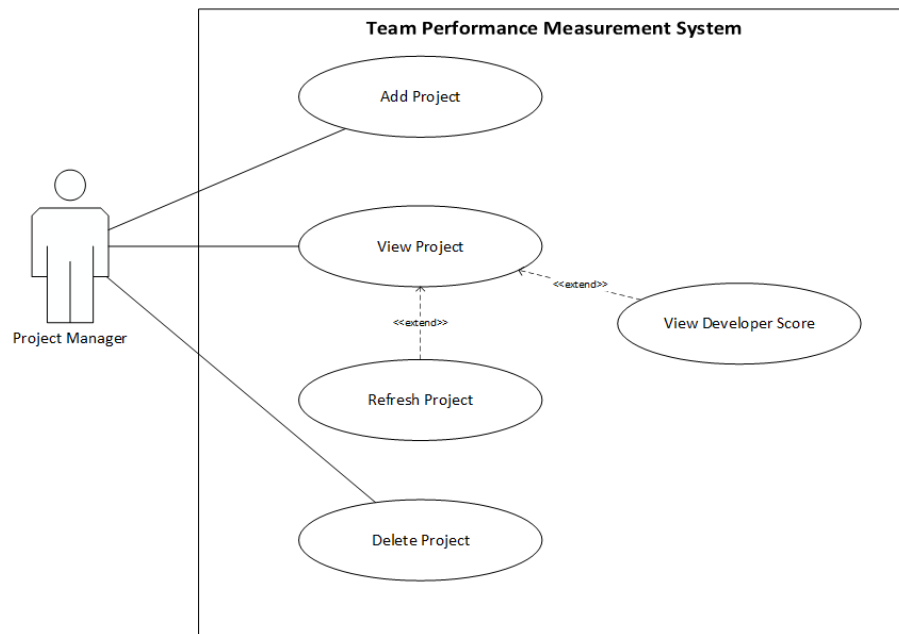 Team Performance Measurement System
Add Project
View Project
<<extend>>
View Developer Score
<<extend>>
Project Manager
Refresh Project
Delete Project